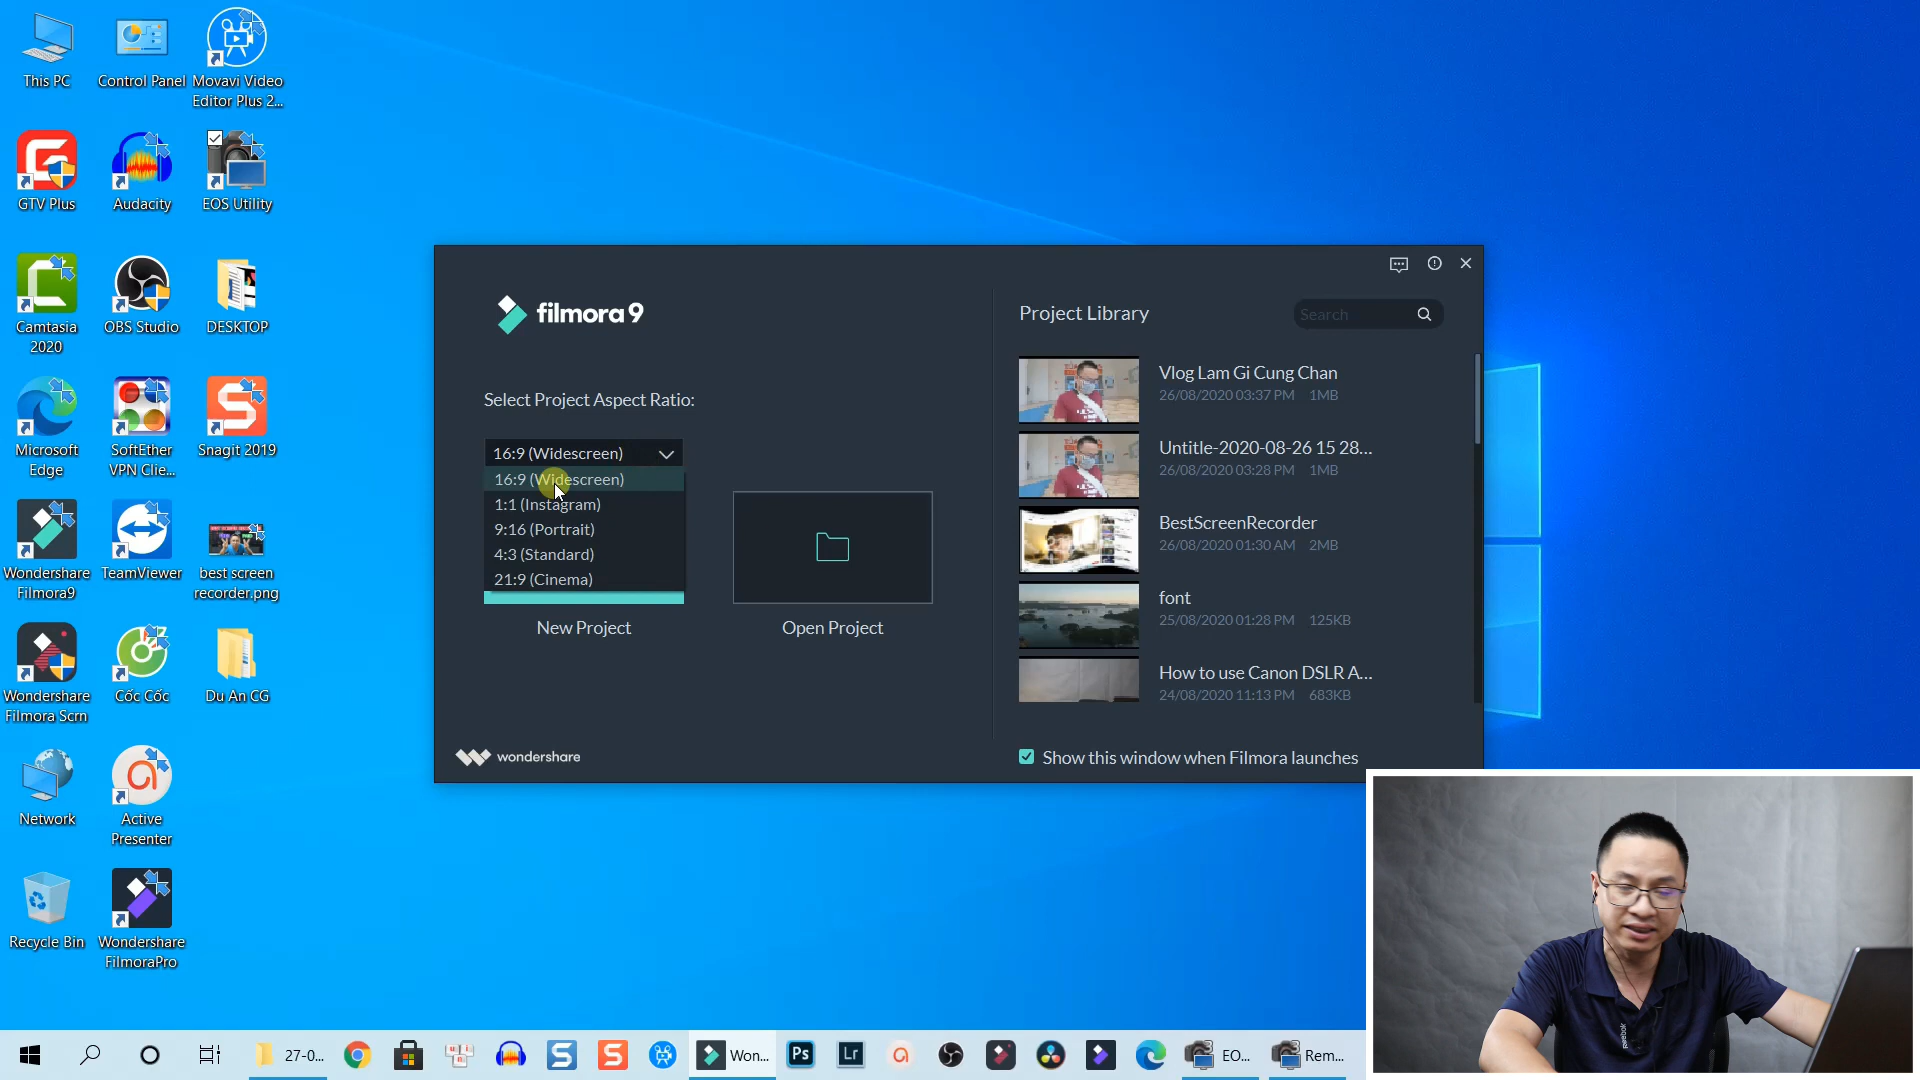 This PC
Control Panel
Movavi Video
Editor Plus 2...
GTV Plus
Audacity
EOS Utility
Camtasia
2020
OBS Studio
DESKTOP
Microsoft
Edge
SoftEther
VPN Clie...
Snagit 2019
Wondershare
Filmora9
TeamViewer
best screen
recorder.png
Wondershare
Filmora Scrn
Cốc Cốc
Du An CG
Network
Active
Presenter
Recycle Bin
Wondershare
FilmoraPro
filmora 9
Select Project Aspect Ratio:
16:9 (Widescreen)
16:9 (Widescreen)
1:1 (Instagram)
9:16 (Portrait)
4:3 (Standard)
21:9 (Cinema)
New Project
Open Project
wondershare
Project Library
Search
Vlog Lam Gi Cung Chan
26/08/2020 03:37 PM 1MB
Untitle-2020-08-26 15 28...
26/08/2020 03:28 PM 1MB
BestScreenRecorder
26/08/2020 01:30 AM 2MB
font
25/08/2020 01:28 PM 125KB
How to use Canon DSLR A...
24/08/2020 11:13 PM 683KB
Show this window when Filmora launches
Reebok
27-0...
Won...
Ps
Lr
EO...
Rem...